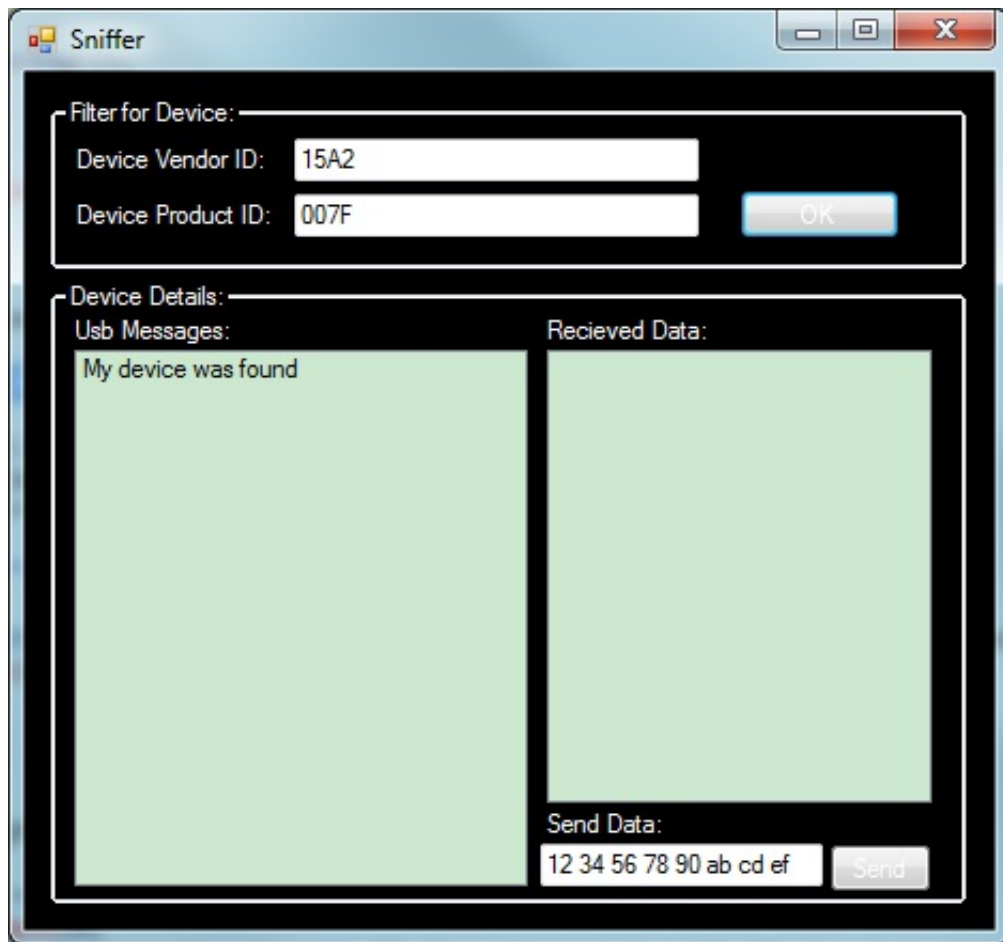 Sniffer
Filter for Device:
Device Vendor ID: 15A2
Device Product ID: 007F OK
Device Details:
Usb Messages: Recieved Data:
My device was found
Send Data:
12 34 56 78 90 ab cd ef Send